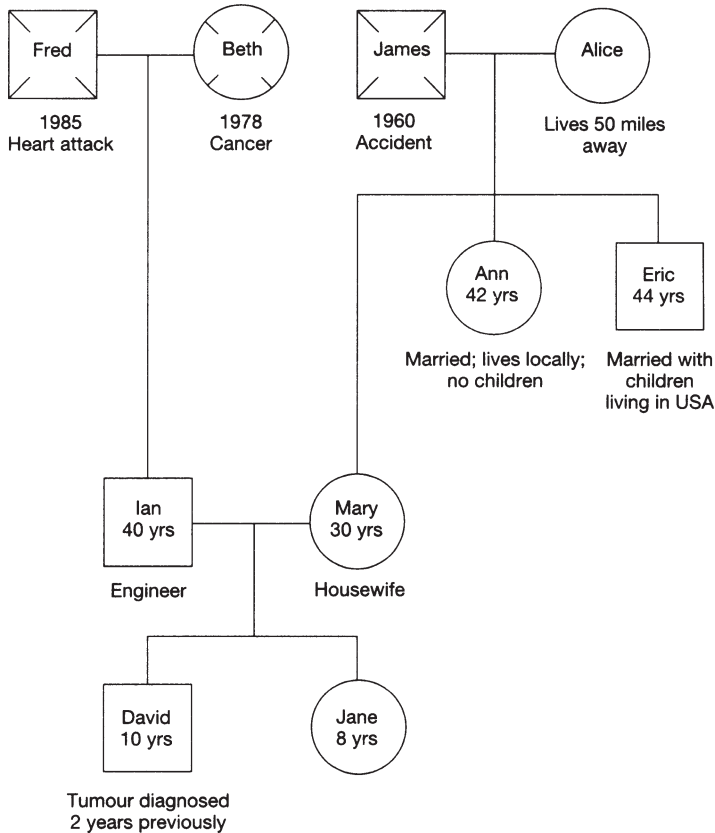 Fred
Beth
James
Alice
1985
Heart attack
1978
Cancer
1960
Accident
Lives 50 miles
away
Ann
42 yrs
Eric
44 yrs
Married; lives locally;
no children
Married with
children
living in USA
Ian
40 yrs
Mary
30 yrs
Engineer
Housewife
David
10 yrs
Jane
8 yrs
Tumour diagnosed
2 years previously